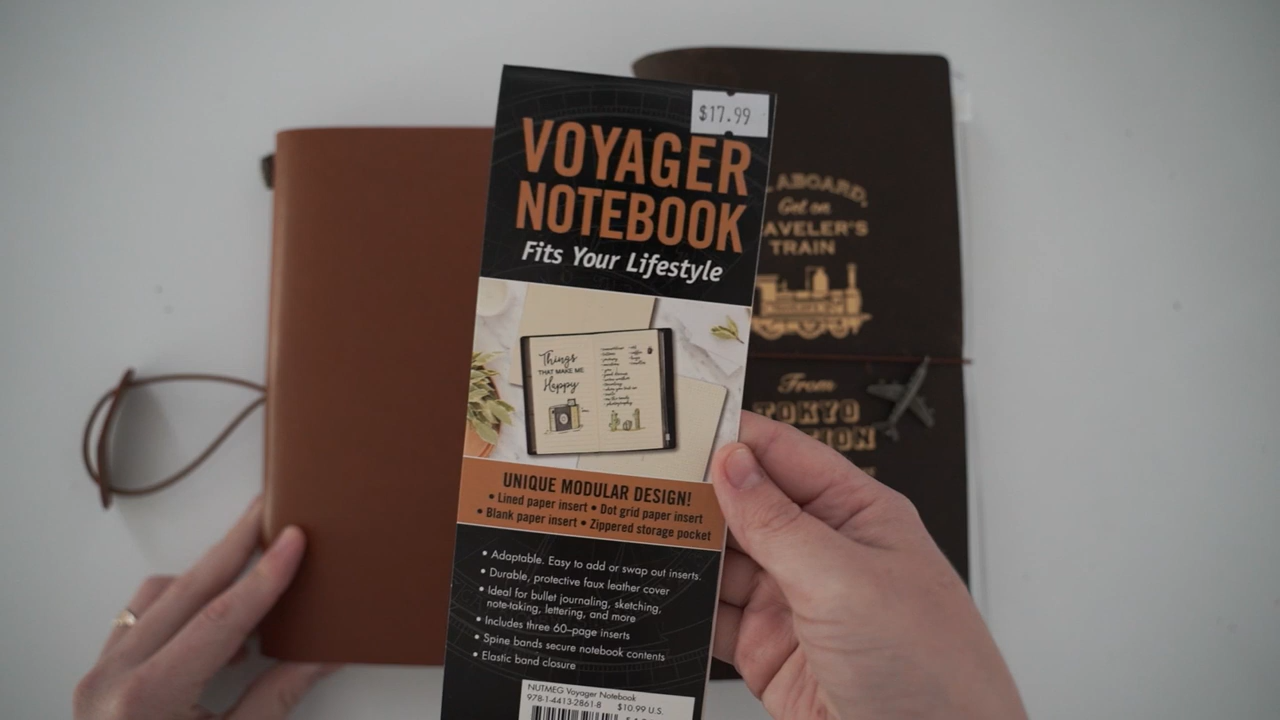 $17.99
VOYAGER
NOTEBOOK
Fits Your Lifestyle
Things
THAT MAKE ME
Happy
UNIQUE MODULAR DESIGN!
• Lined paper insert • Dot grid paper insert
• Blank paper insert • Zippered storage pocket
• Adaptable. Easy to add or swap out inserts.
• Durable, protective faux leather cover
• Ideal for bullet journaling, sketching,
note-taking, lettering, and more
• Includes three 60–page inserts
• Spine bands secure notebook contents
• Elastic band closure
NUTMEG Voyager Notebook
978-1-4413-2861-8 $10.99 U.S.
ABOARD,
Get on
AVELER'S
TRAIN
From
TOKYO